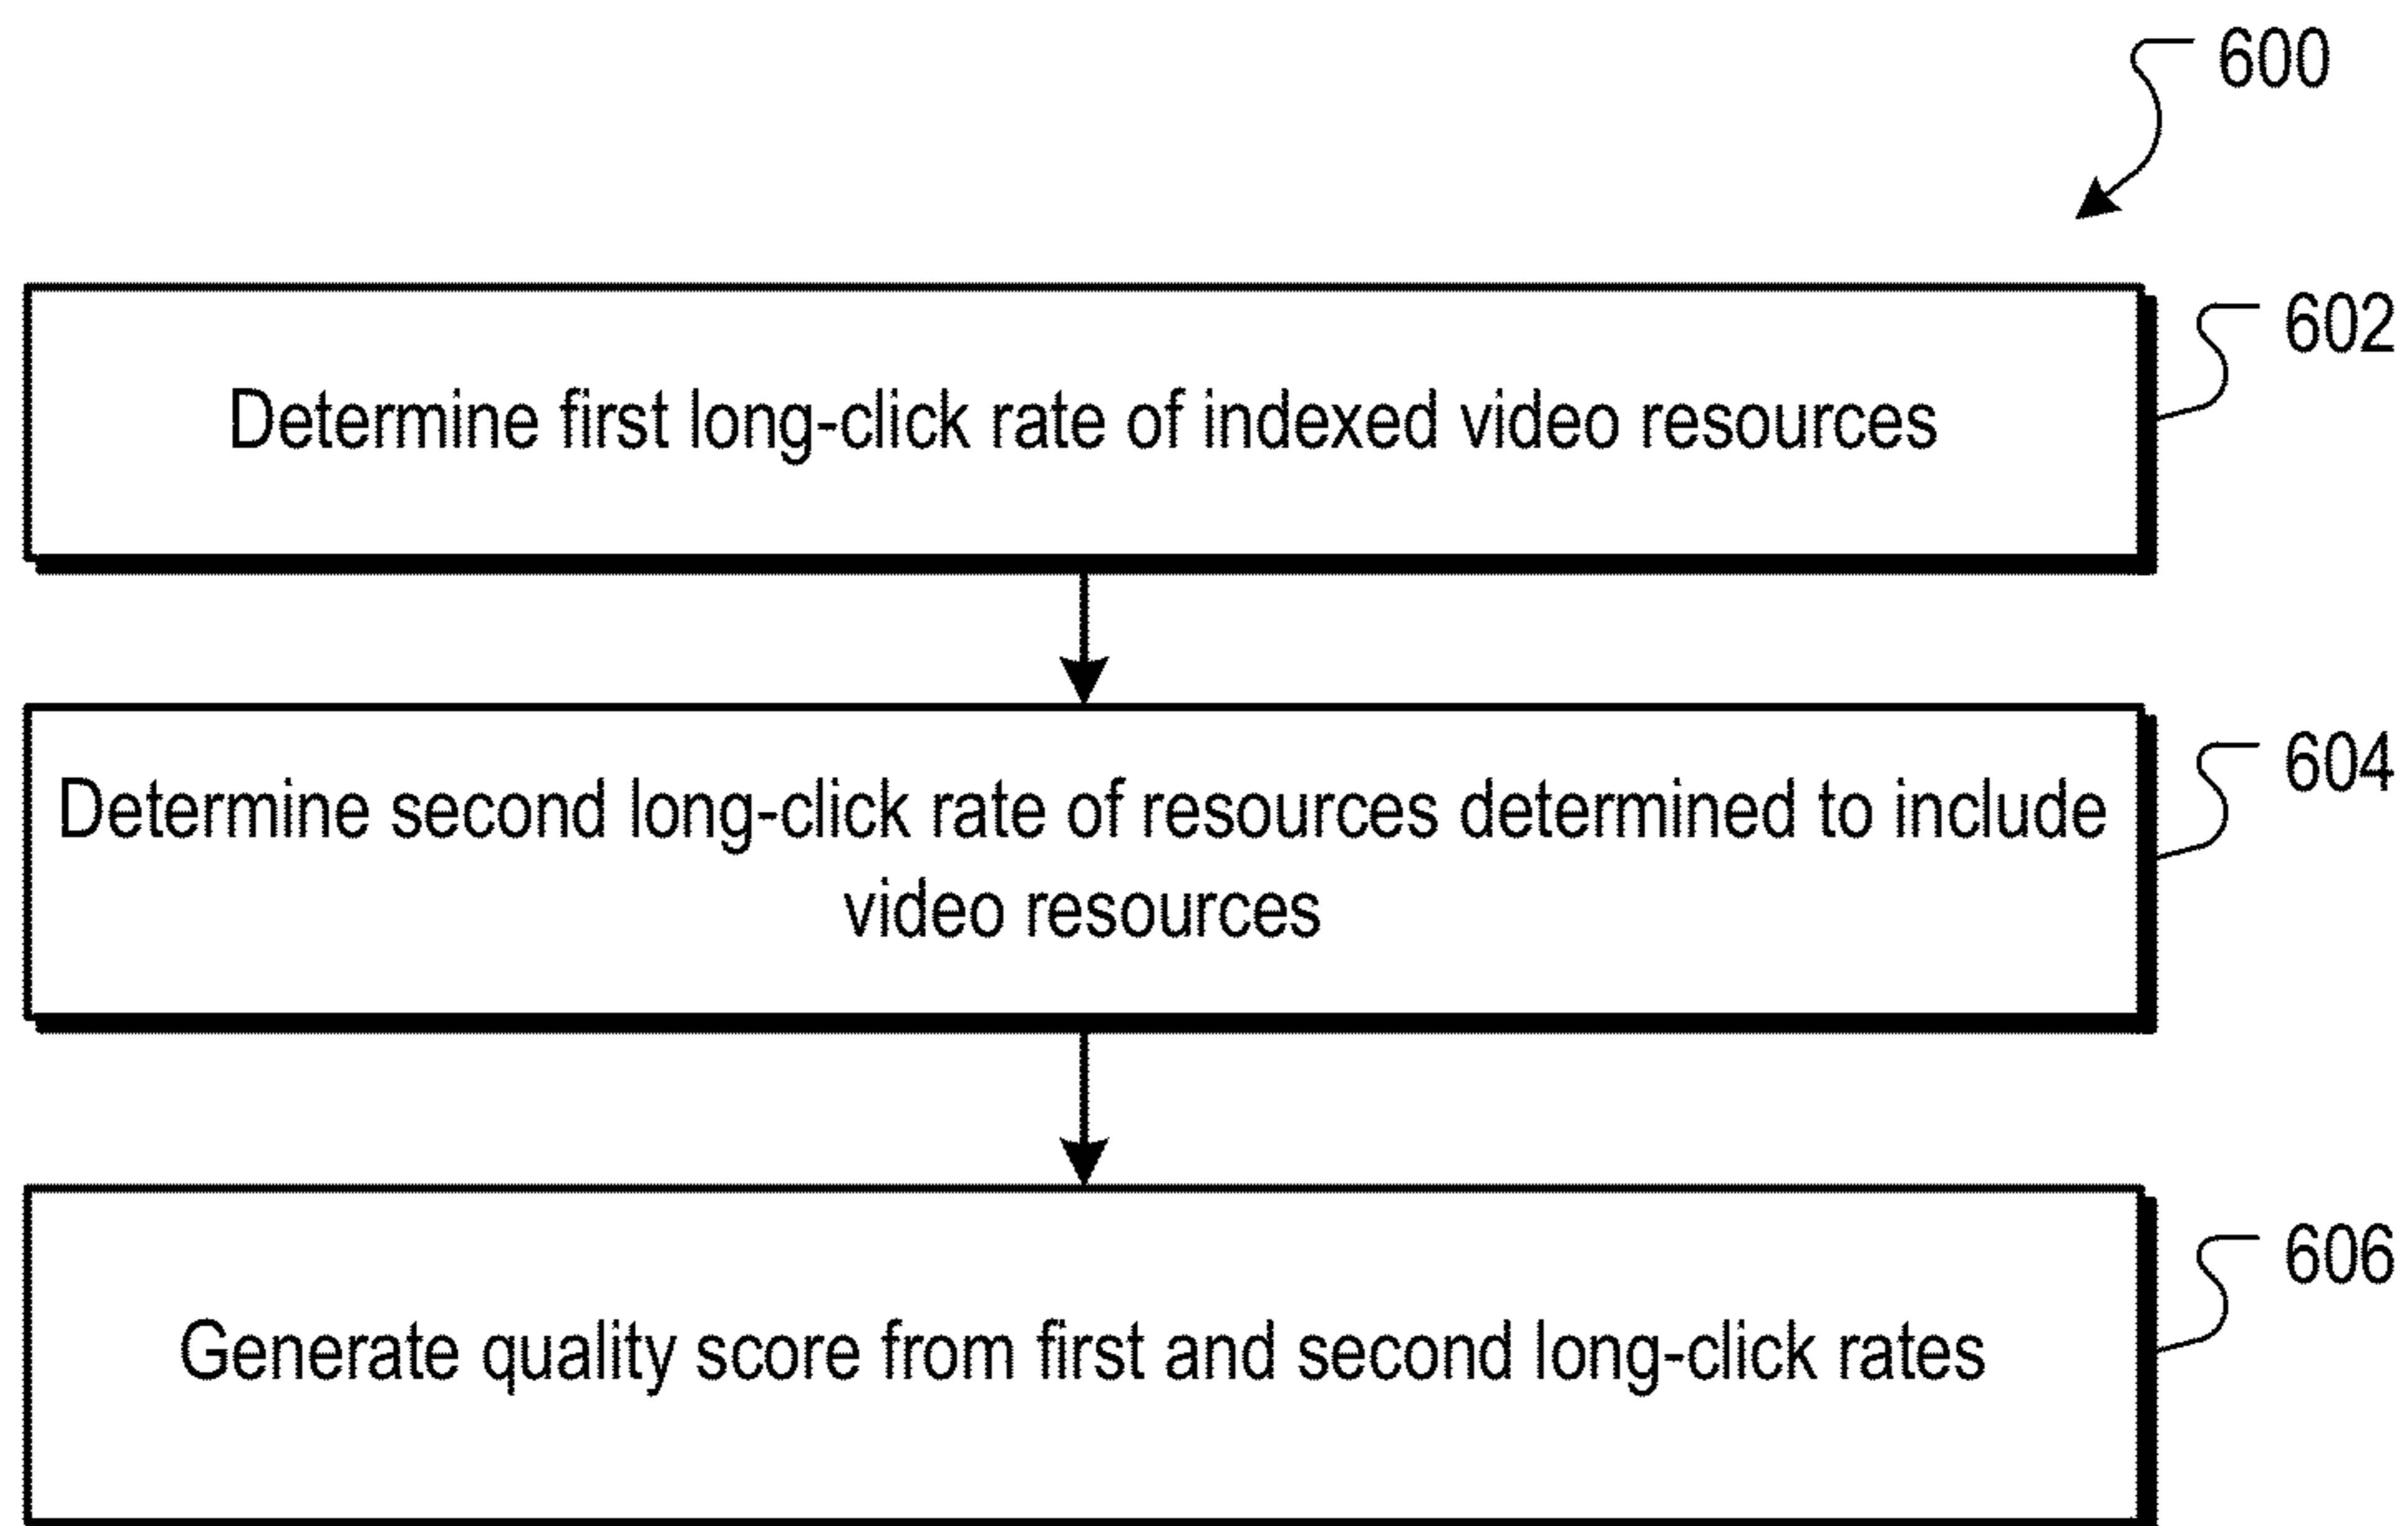 600
602
Determine first long-click rate of indexed video resources
604
Determine second long-click rate of resources determined to include
video resources
606
Generate quality score from first and second long-click rates